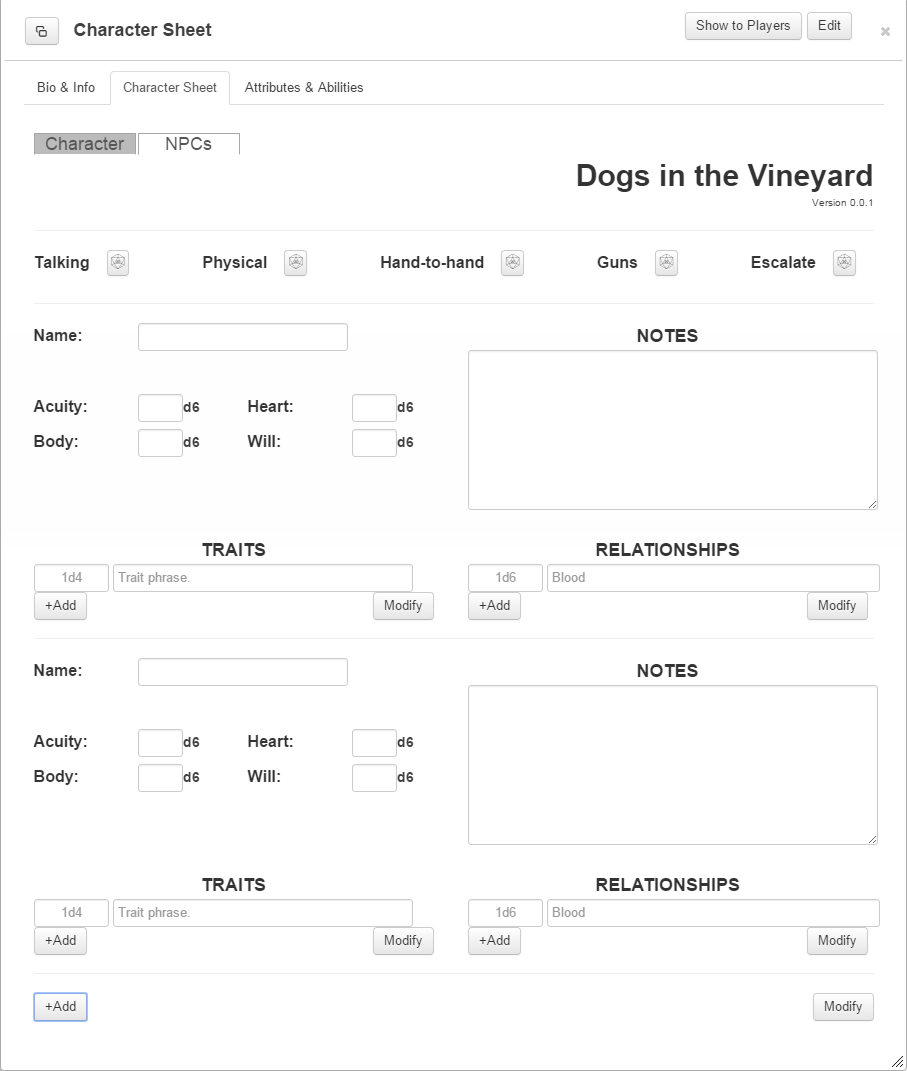 Character Sheet Show to Players Edit ×
Bio & Info Character Sheet Attributes & Abilities
Character NPCs
Dogs in the Vineyard
Version 0.0.1
Talking Physical Hand-to-hand Guns Escalate
Name: NOTES
Acuity: d6 Heart: d6
Body: d6 Will: d6
TRAITS RELATIONSHIPS
1d4 Trait phrase. 1d6 Blood
+Add Modify +Add Modify
Name: NOTES
Acuity: d6 Heart: d6
Body: d6 Will: d6
TRAITS RELATIONSHIPS
1d4 Trait phrase. 1d6 Blood
+Add Modify +Add Modify
+Add Modify